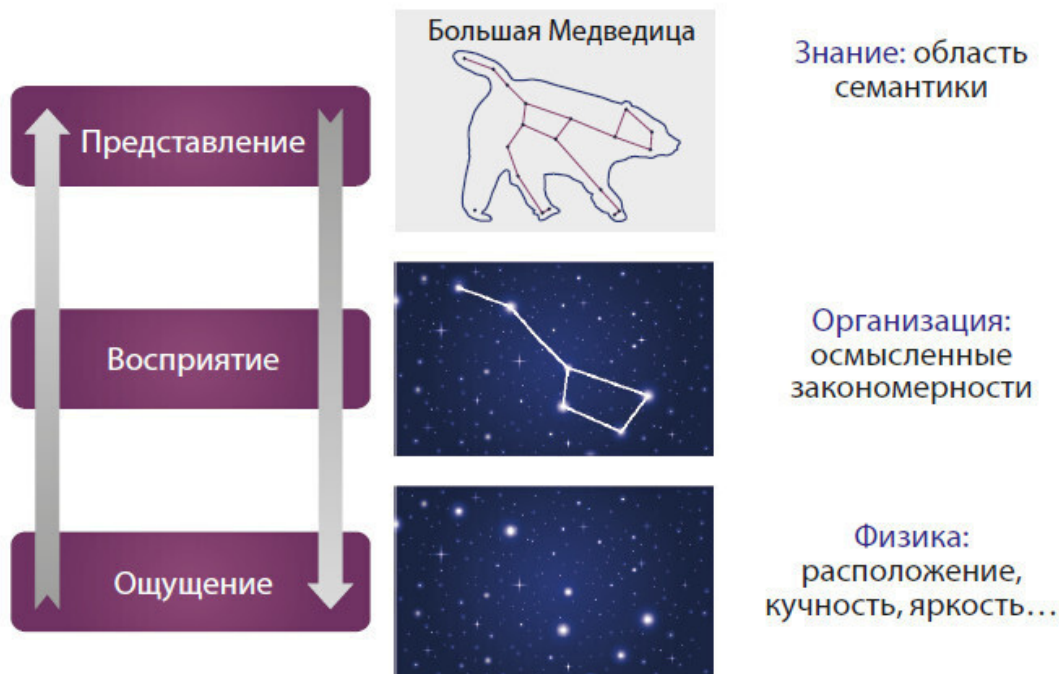 Большая Медведица
Знание: область
семантики
Представление
Организация:
осмысленные
закономерности
Восприятие
Физика:
расположение,
кучность, яркость…
Ощущение